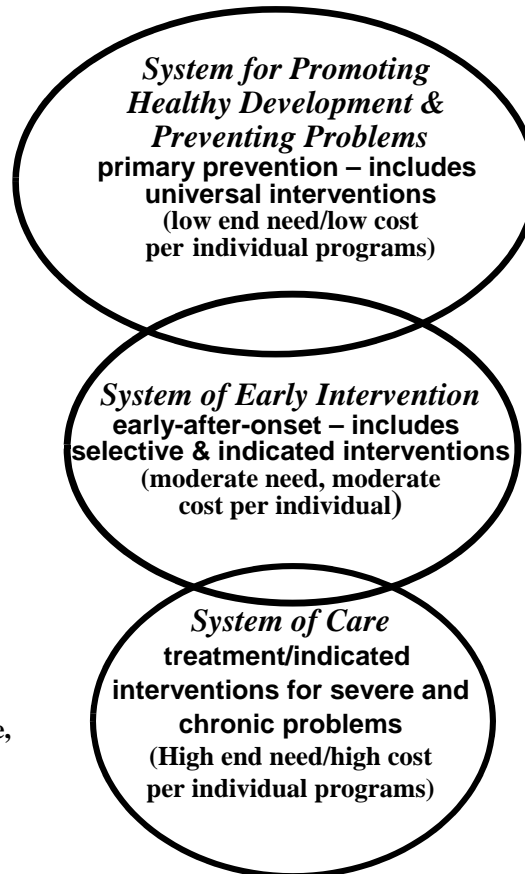 System for Promoting
Healthy Development &
Preventing Problems
primary prevention – includes
universal interventions
(low end need/low cost
per individual programs)
System of Early Intervention
early-after-onset – includes
selective & indicated interventions
(moderate need, moderate
cost per individual)
System of Care
treatment/indicated
interventions for severe and
chronic problems
(High end need/high cost
per individual programs)